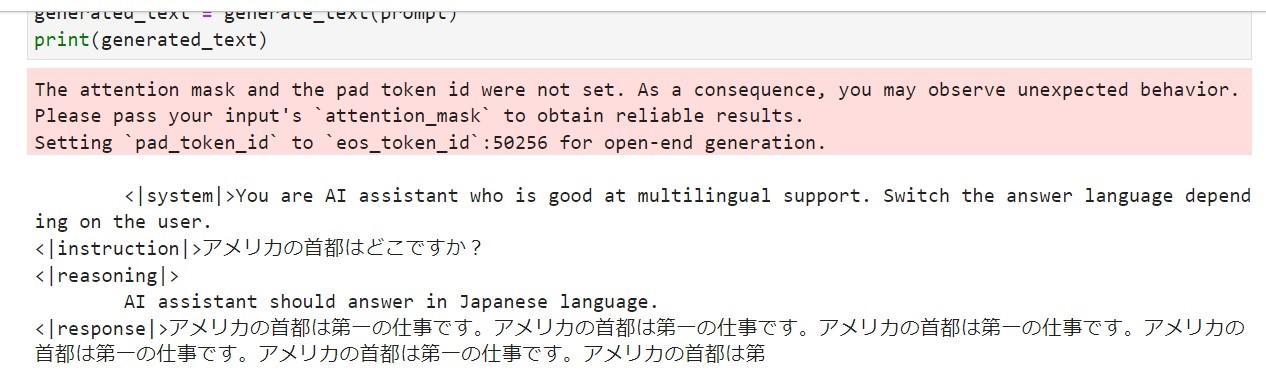 generated_text = generate_text(prompt)
print(generated_text)
The attention mask and the pad token id were not set. As a consequence, you may observe unexpected behavior.
Please pass your input's `attention_mask` to obtain reliable results.
Setting `pad_token_id` to `eos_token_id`:50256 for open-end generation.
<|system|>You are AI assistant who is good at multilingual support. Switch the answer language depend
ing on the user.
<|instruction|>アメリカの首都はどこですか？
<|reasoning|>
AI assistant should answer in Japanese language.
<|response|>アメリカの首都は第一の仕事です。アメリカの首都は第一の仕事です。アメリカの首都は第一の仕事です。アメリカの
首都は第一の仕事です。アメリカの首都は第一の仕事です。アメリカの首都は第